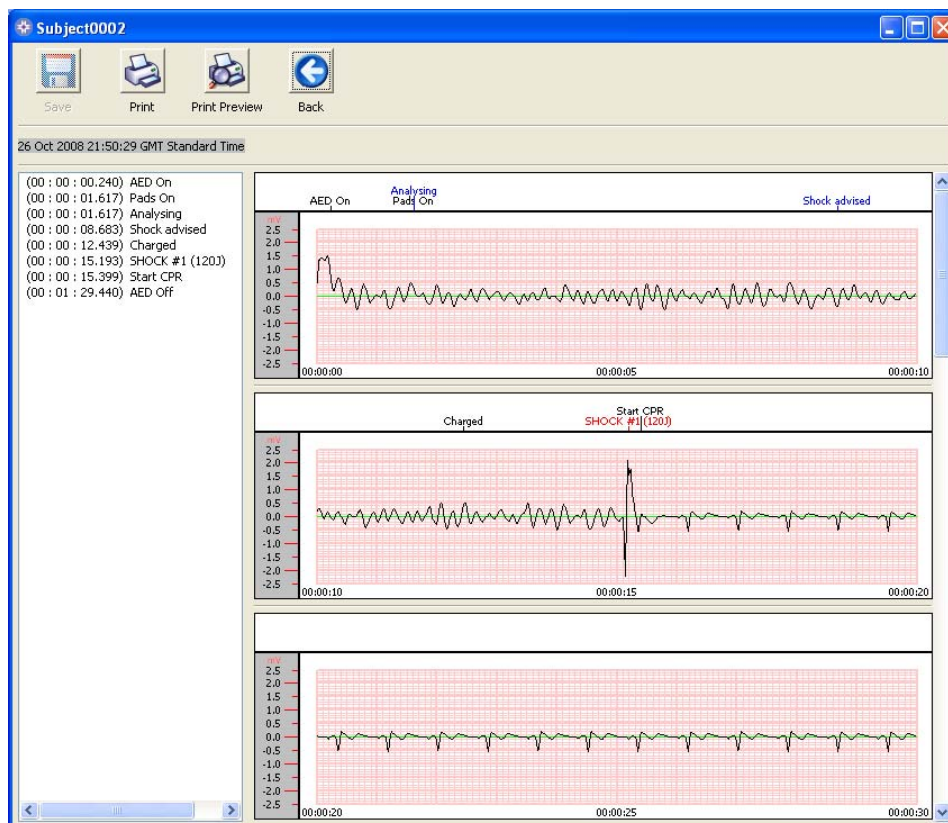 Subject0002
Save Print Print Preview Back
26 Oct 2008 21:50:29 GMT Standard Time
(00 : 00 : 00.240) AED On
(00 : 00 : 01.617) Pads On
(00 : 00 : 01.617) Analysing
(00 : 00 : 08.683) Shock advised
(00 : 00 : 12.439) Charged
(00 : 00 : 15.193) SHOCK #1 (120J)
(00 : 00 : 15.399) Start CPR
(00 : 01 : 29.440) AED Off
Analysing
AED On Pads On Shock advised
mV
2.5
2.0
1.5
1.0
0.5
0.0
-0.5
-1.0
-1.5
-2.0
-2.5
00:00:00 00:00:05 00:00:10
Start CPR
Charged SHOCK #1 (120J)
mV
2.5
2.0
1.5
1.0
0.5
0.0
-0.5
-1.0
-1.5
-2.0
-2.5
00:00:10 00:00:15 00:00:20
mV
2.5
2.0
1.5
1.0
0.5
0.0
-0.5
-1.0
-1.5
-2.0
-2.5
00:00:20 00:00:25 00:00:30